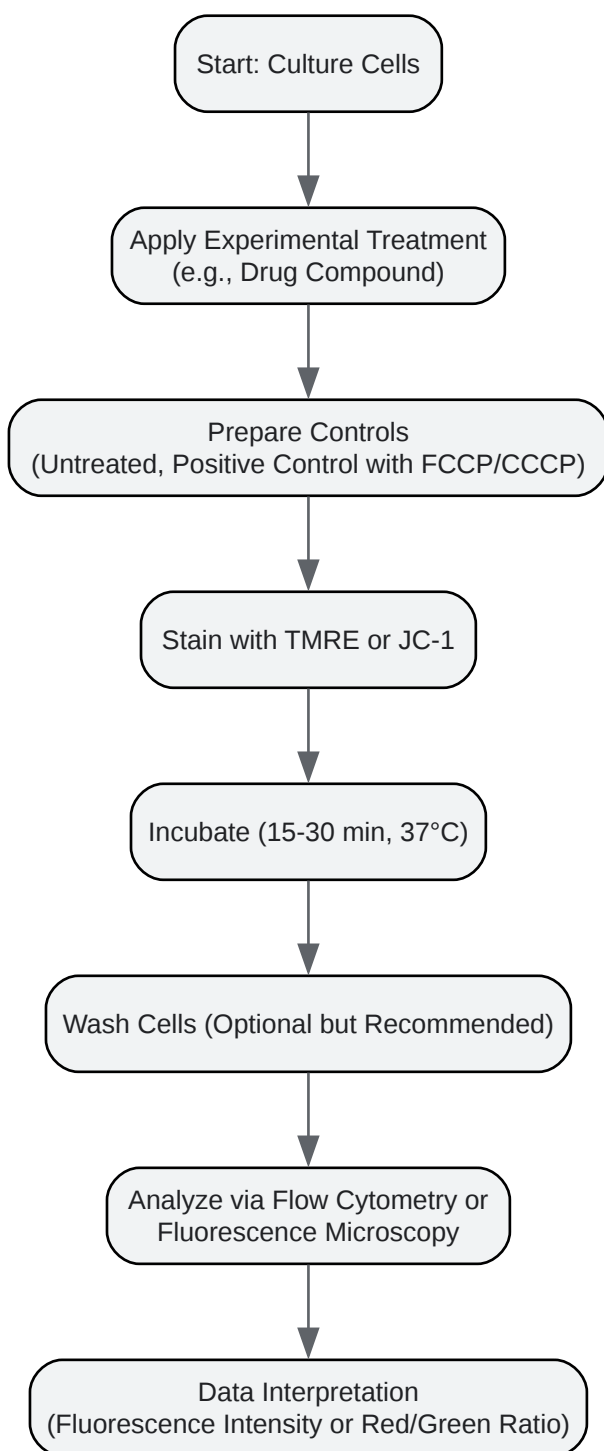 Start: Culture Cells
Apply Experimental Treatment
(e.g., Drug Compound)
Prepare Controls
(Untreated, Positive Control with FCCP/CCCP)
Stain with TMRE or JC-1
Incubate (15-30 min, 37°C)
Wash Cells (Optional but Recommended)
Analyze via Flow Cytometry or
Fluorescence Microscopy
Data Interpretation
(Fluorescence Intensity or Red/Green Ratio)